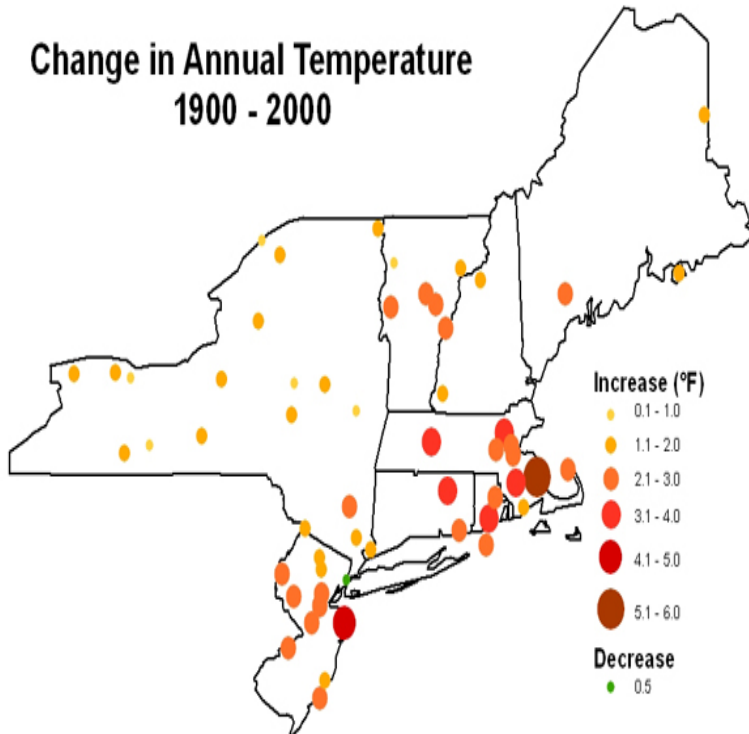 Change in Annual Temperature
1900 - 2000
Increase (°F)
0.1 - 1.0
1.1 - 2.0
2.1 - 3.0
3.1 - 4.0
4.1 - 5.0
5.1 - 6.0
Decrease
0.5